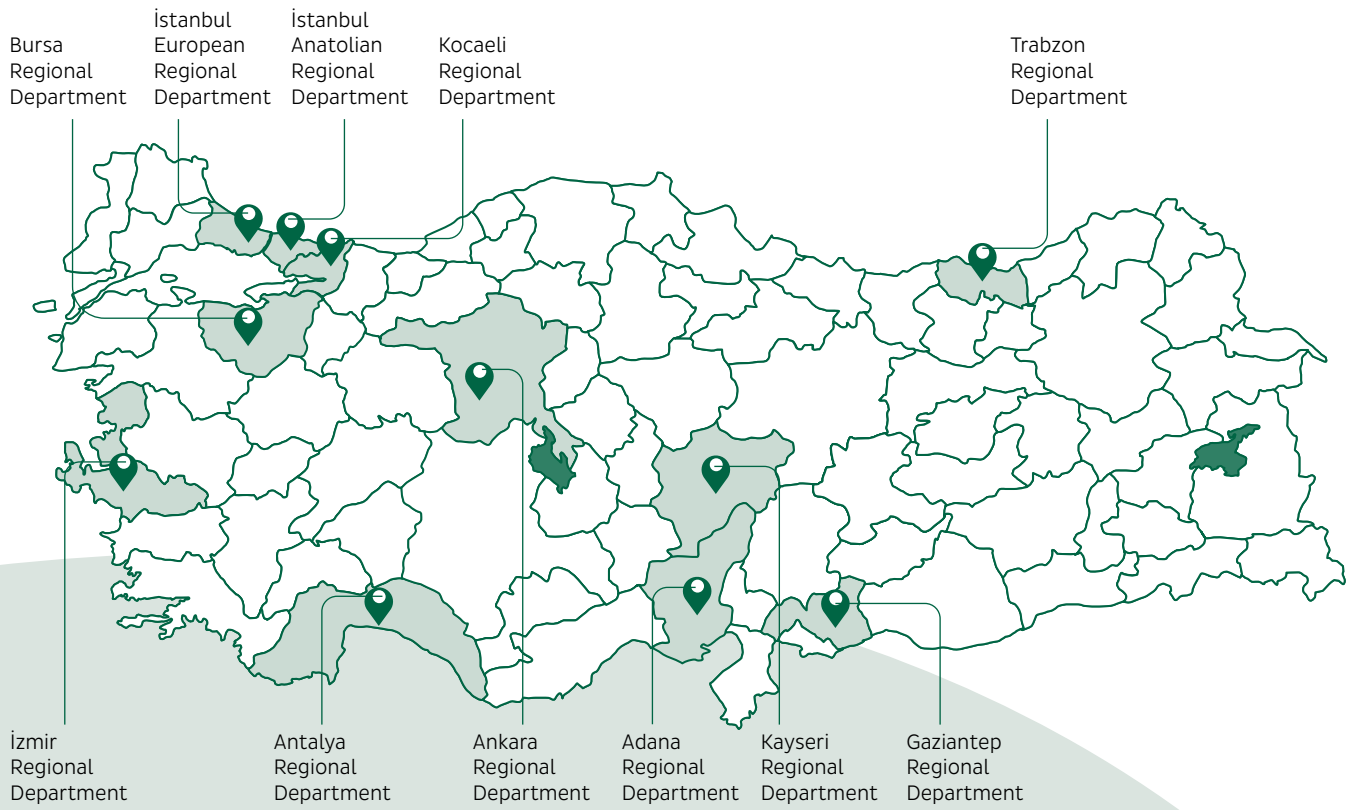 Bursa
Regional
Department
İstanbul
European
Regional
Department
İstanbul
Anatolian
Regional
Department
Kocaeli
Regional
Department
Trabzon
Regional
Department
İzmir
Regional
Department
Antalya
Regional
Department
Ankara
Regional
Department
Adana
Regional
Department
Kayseri
Regional
Department
Gaziantep
Regional
Department